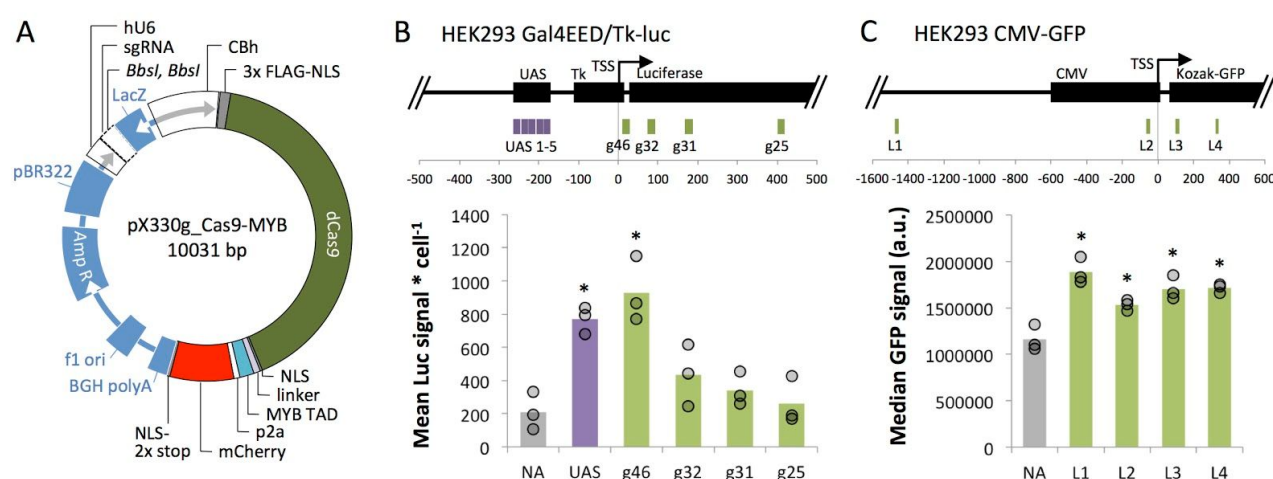 A
hU6
sgRNA
BbsI, BbsI
LacZ
CBh
3x FLAG-NLS
pBR322
pX330g_Cas9-MYB
10031 bp
dCas9
Amp R
f1 ori
BGH polyA
NLS
linker
MYB TAD
p2a
NLS-
2x stop
mCherry
B HEK293 Gal4EED/Tk-luc
UAS Tk TSS Luciferase
UAS 1-5 g46 g32 g31 g25
-500 -400 -300 -200 -100 0 100 200 300 400 500
Mean Luc signal * cell-1
1400
1200
1000
800
600
400
200
0
* *
NA UAS g46 g32 g31 g25
C HEK293 CMV-GFP
CMV TSS Kozak-GFP
L1 L2 L3 L4
-1600 -1400 -1200 -1000 -800 -600 -400 -200 0 200 400 600
Median GFP signal (a.u.)
2500000
2000000
1500000
1000000
500000
0
* * * *
NA L1 L2 L3 L4